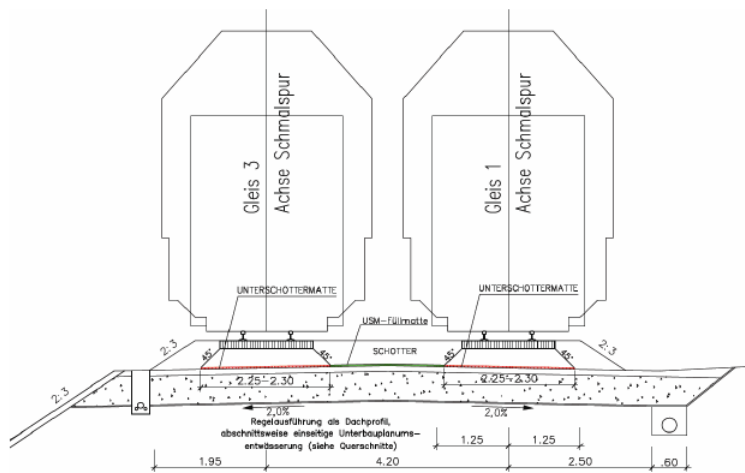 Gleis 3
Achse Schmalspur
Gleis 1
Achse Schmalspur
UNTERSCHOTTERMATTE
UNTERSCHOTTERMATTE
USM-Füllmatte
SCHOTTER
2:3
2:3
45°
45°
45°
45°
2:3
2.25-2.30
2.25-2.30
2,0%
2,0%
Regelausführung als Dachprofil,
abschnittsweise einseitige Unterbauplanums-
entwässerung (siehe Querschnitte)
1.25
1.25
1.95
4.20
2.50
.60